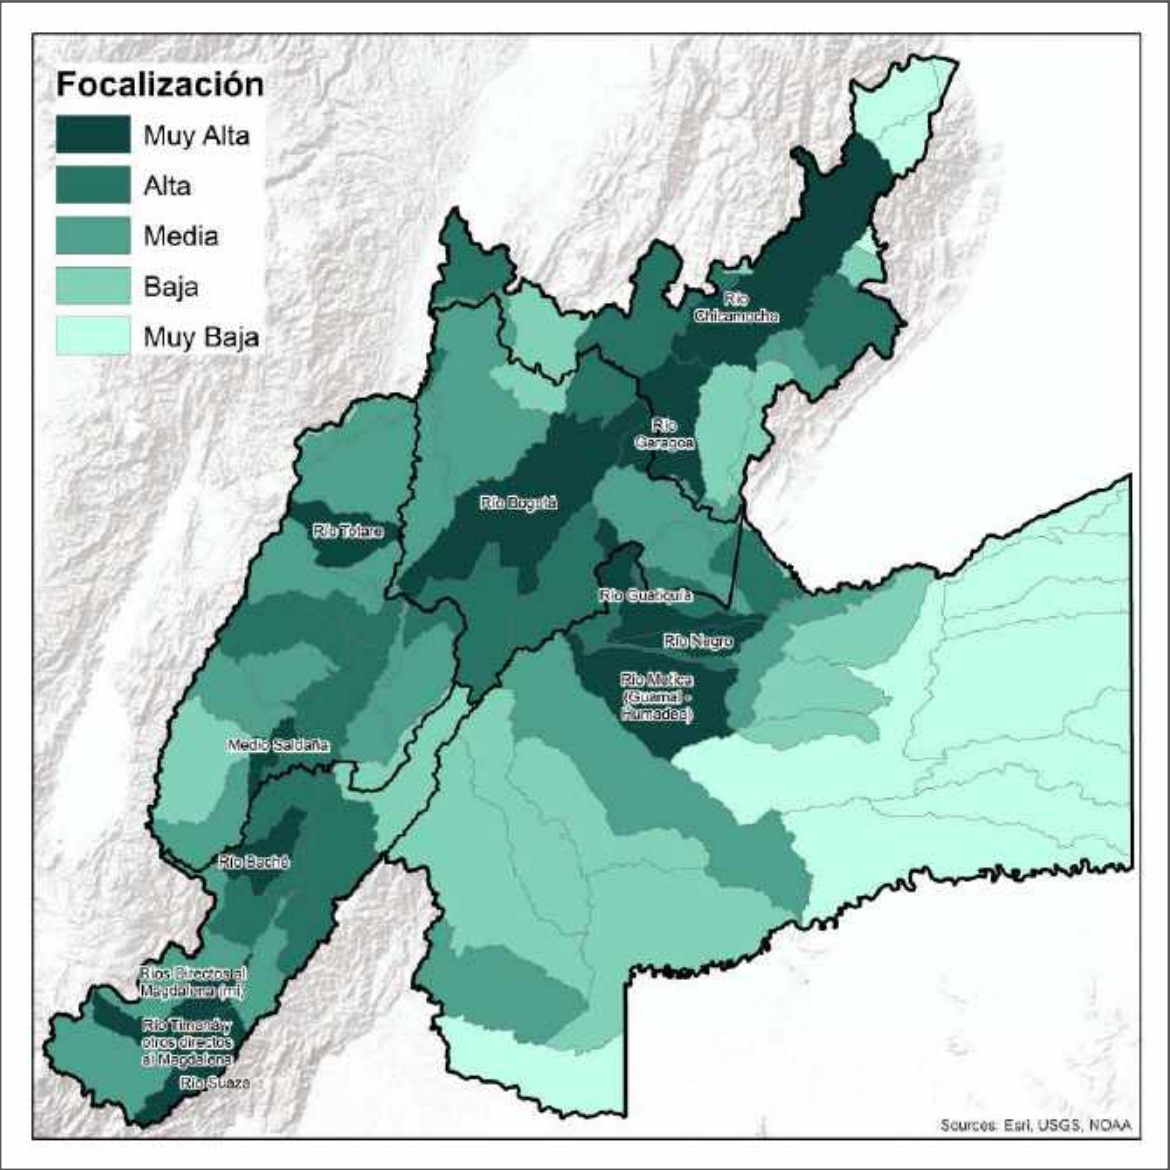 Focalización
Muy Alta
Alta
Media
Baja
Muy Baja
Río
Chicamocha
Río
Garagoa
Río Bogotá
Río Totare
Río Guatiquía
Río Negro
Río Metica
(Guamal -
Humadea)
Medio Saldaña
Río Baché
Ríos Directos al
Magdalena (mi)
Río Timaná y
otros directos
al Magdalena
Río Suaza
Sources: Esri, USGS, NOAA